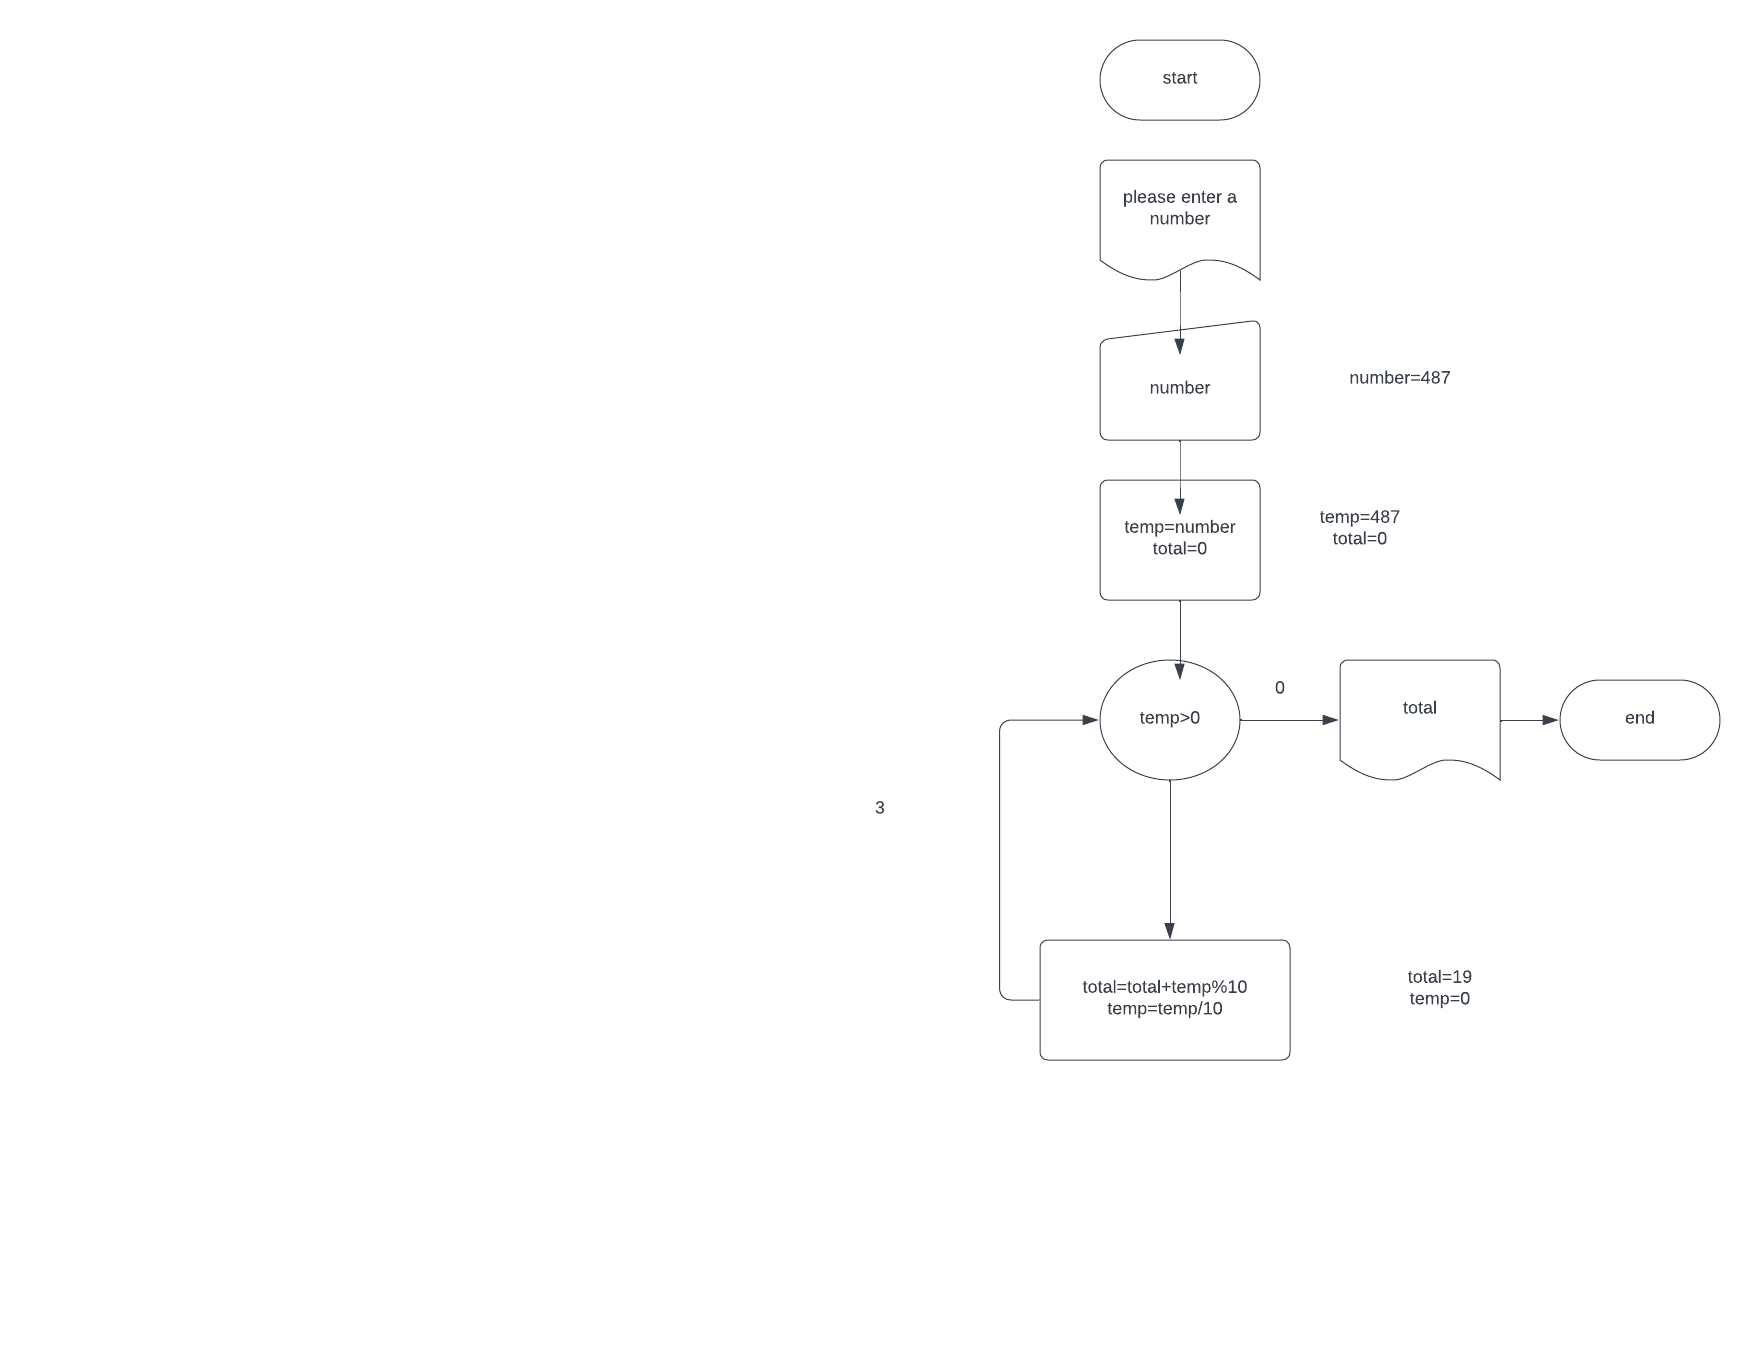 start
please enter a
number
number
number=487
temp=number
total=0
temp=487
total=0
temp>0
0
total
end
3
total=total+temp%10
temp=temp/10
total=19
temp=0